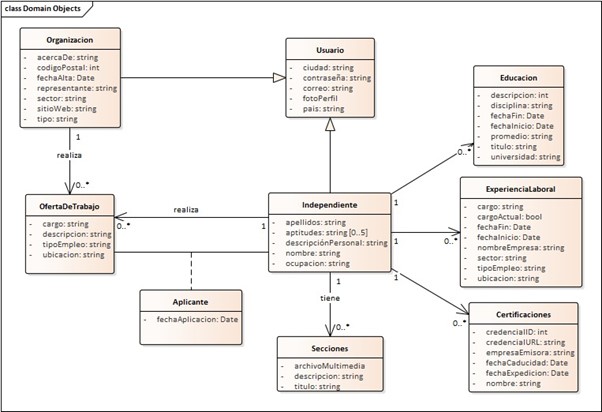 class Domain Objects
Organizacion
- acercaDe: string
- codigoPostal: int
- fechaAlta: Date
- representante: string
- sector: string
- sitioWeb: string
- tipo: string
Usuario
- ciudad: string
- contraseña: string
- correo: string
- fotoPerfil
- pais: string
Educacion
- descripcion: int
- disciplina: string
- fechaFin: Date
- fechaInicio: Date
- promedio: string
- titulo: string
- universidad: string
1
realiza
0..*
0..*
OfertaDeTrabajo
- cargo: string
- descripcion: string
- tipoEmpleo: string
- ubicacion: string
realiza
0..*
1
Independiente
- apellidos: string
- aptitudes: string [0..5]
- descripciónPersonal: string
- nombre: string
- ocupacion: string
1
1
0..*
1
ExperienciaLaboral
- cargo: string
- cargoActual: bool
- fechaFin: Date
- fechaInicio: Date
- nombreEmpresa: string
- sector: string
- tipoEmpleo: string
- ubicacion: string
Aplicante
- fechaAplicacion: Date
1
tiene
0..*
0..*
Certificaciones
- credencialID: int
- credencialURL: string
- empresaEmisora: string
- fechaCaducidad: Date
- fechaExpedicion: Date
- nombre: string
Secciones
- archivoMultimedia
- descripcion: string
- titulo: string